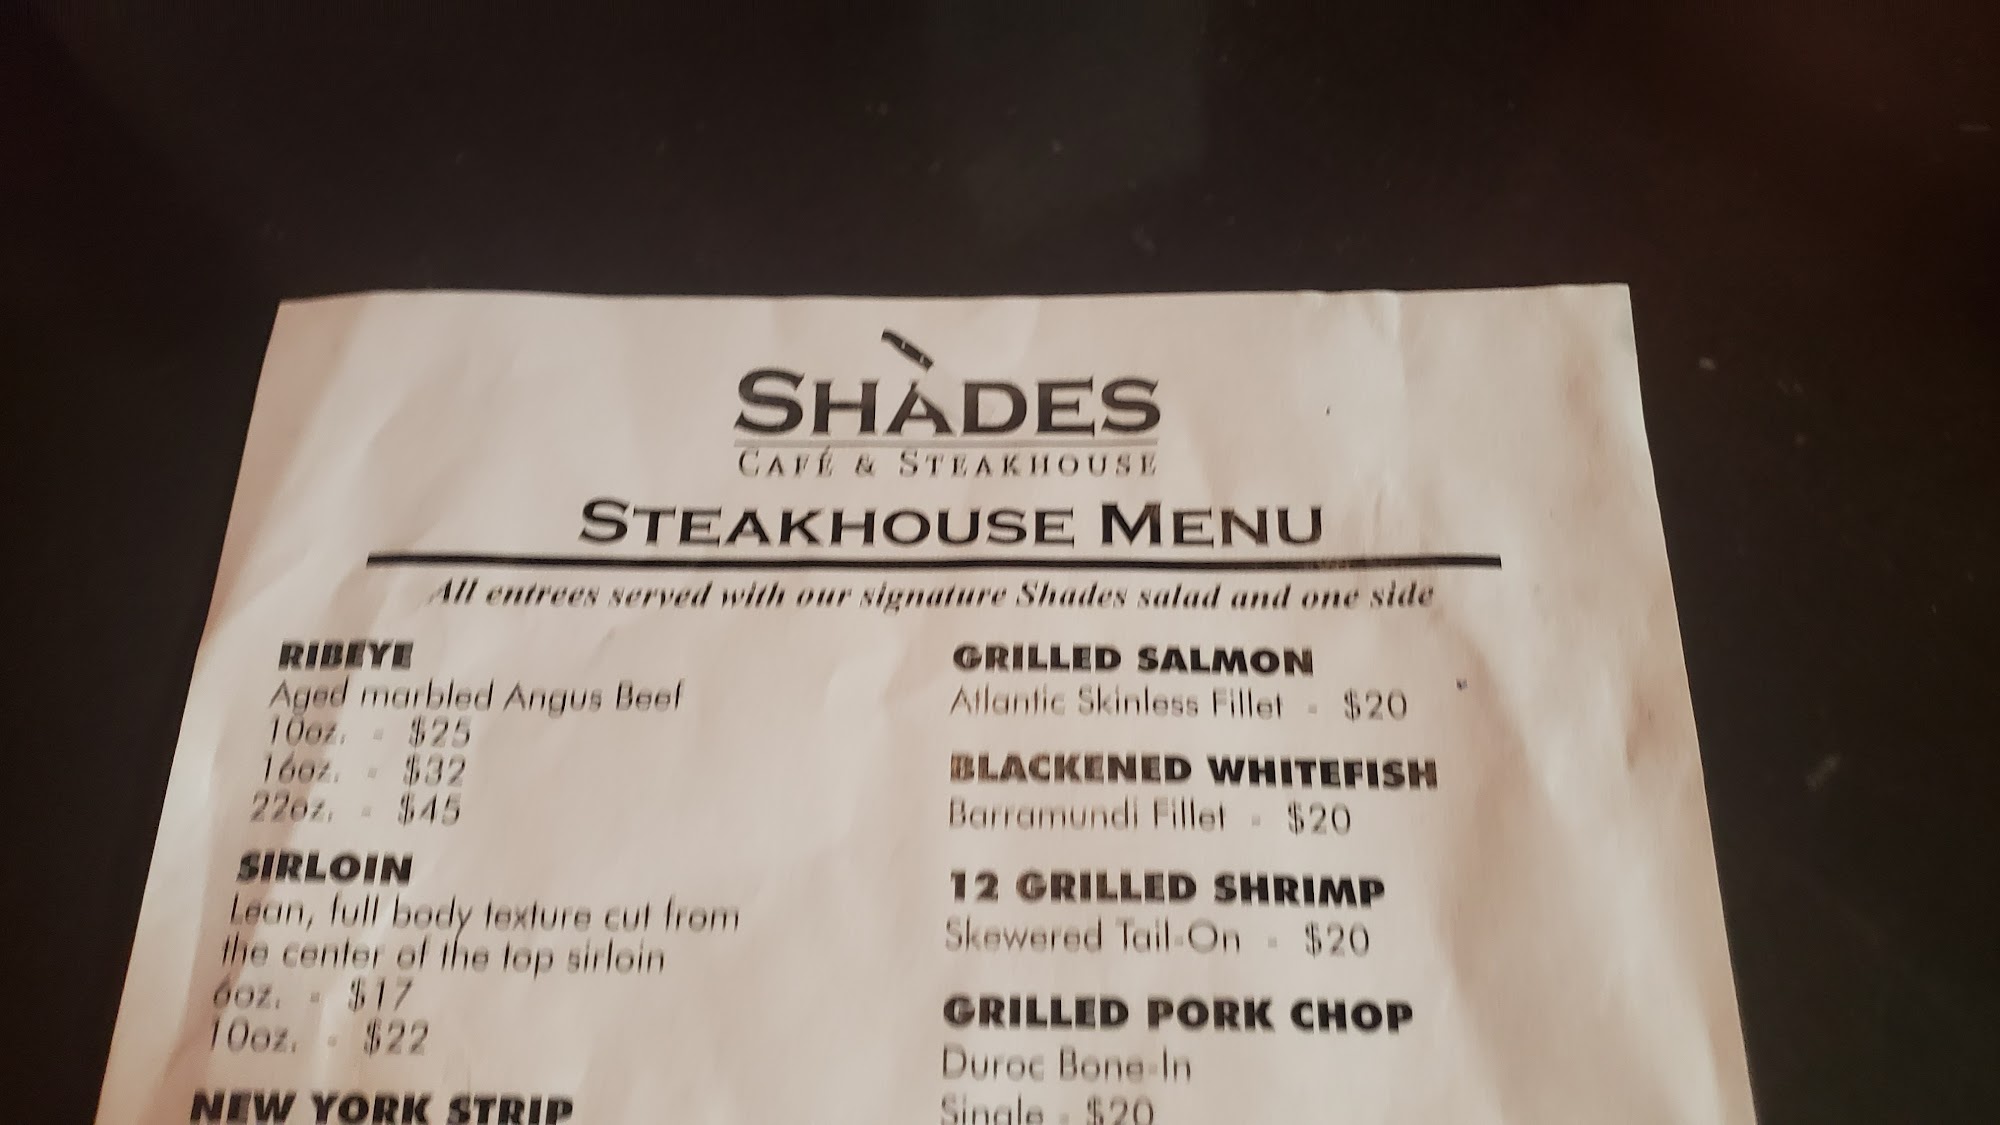 SHADES
CAFÉ & STEAKHOUSE
STEAKHOUSE MENU
All entrees served with our signature Shades salad and one side
RIBEYE
Aged marbled Angus Beef
10oz. - $25
16oz. - $32
22oz. - $45
SIRLOIN
Lean, full body texture cut from
the center of the top sirloin
6oz. - $17
10oz. - $22
NEW YORK STRIP
GRILLED SALMON
Atlantic Skinless Fillet - $20
BLACKENED WHITEFISH
Barramundi Fillet - $20
12 GRILLED SHRIMP
Skewered Tail-On - $20
GRILLED PORK CHOP
Duroc Bone-In
Single - $20